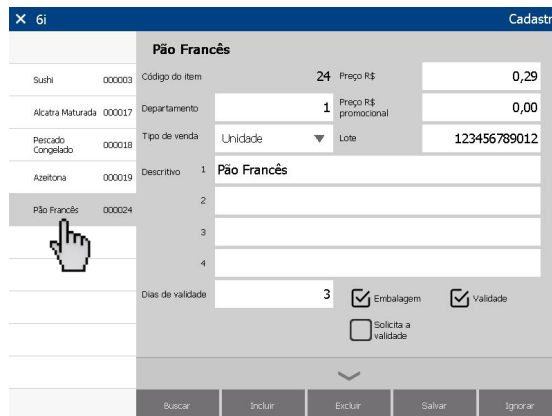 6i
Cadastr
Sushi 000003
Alcatra Maturada 000017
Pescado
Congelado 000018
Azeitona 000019
Pão Francês 000024
Pão Francês
Código do item 24 Preço R$ 0,29
Departamento 1 Preço R$
promocional 0,00
Tipo de venda Unidade Lote 123456789012
Descritivo 1 Pão Francês
2
3
4
Dias de validade 3 Embalagem Validade
Solicita a
validade
Buscar Incluir Excluir Salvar Ignorar